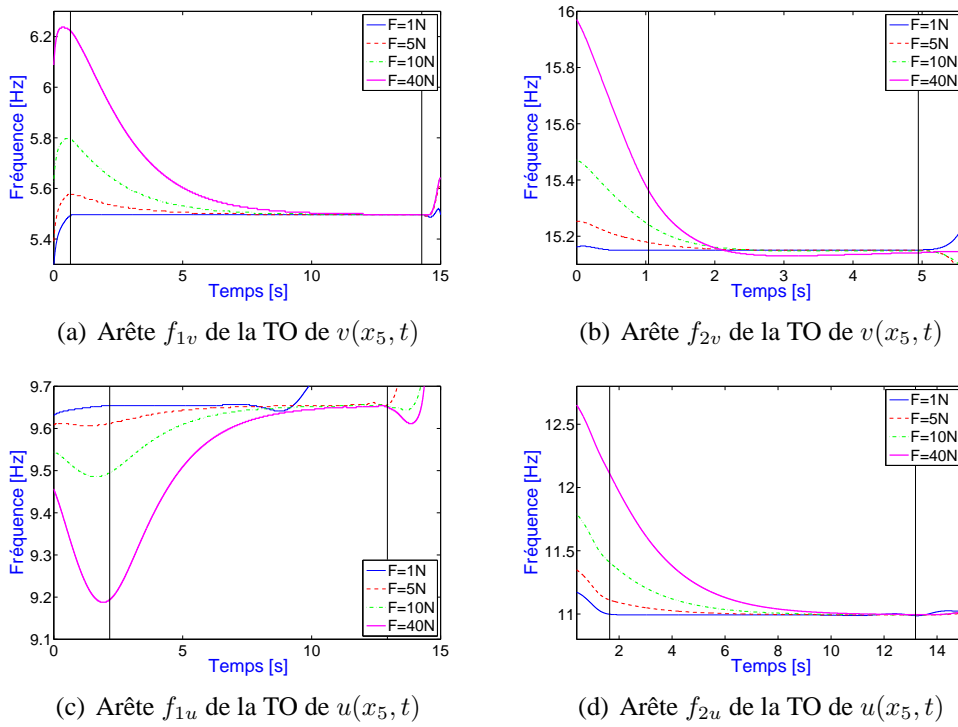 6.2
6
5.8
5.6
5.4
0
5
10
15
Fréquence [Hz]
Temps [s]
F=1N
F=5N
F=10N
F=40N
(a) Arête f1v de la TO de v(x5, t)
16
15.8
15.6
15.4
15.2
0
1
2
3
4
5
Fréquence [Hz]
Temps [s]
F=1N
F=5N
F=10N
F=40N
(b) Arête f2v de la TO de v(x5, t)
9.7
9.6
9.5
9.4
9.3
9.2
9.1
0
5
10
15
Fréquence [Hz]
Temps [s]
F=1N
F=5N
F=10N
F=40N
(c) Arête f1u de la TO de u(x5, t)
12.5
12
11.5
11
2
4
6
8
10
12
14
Fréquence [Hz]
Temps [s]
F=1N
F=5N
F=10N
F=40N
(d) Arête f2u de la TO de u(x5, t)